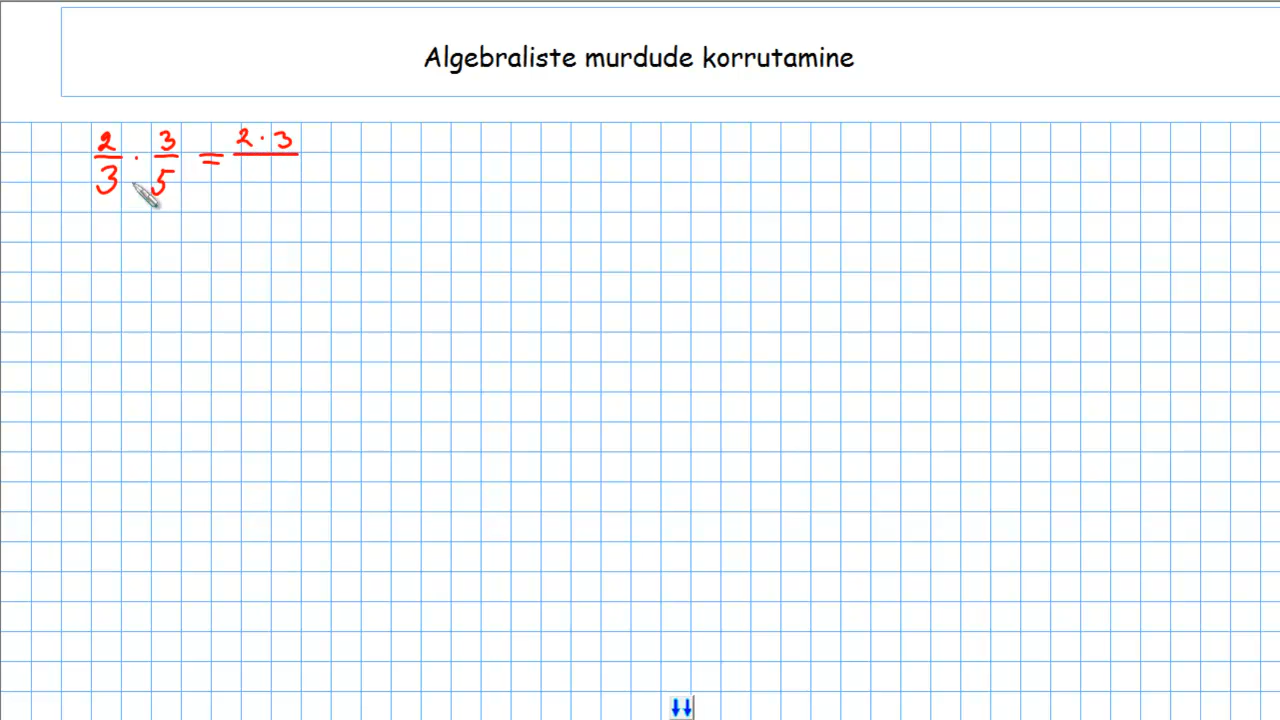 Algebraliste murdude korrutamine
2/3 · 3/5 = 2 · 3